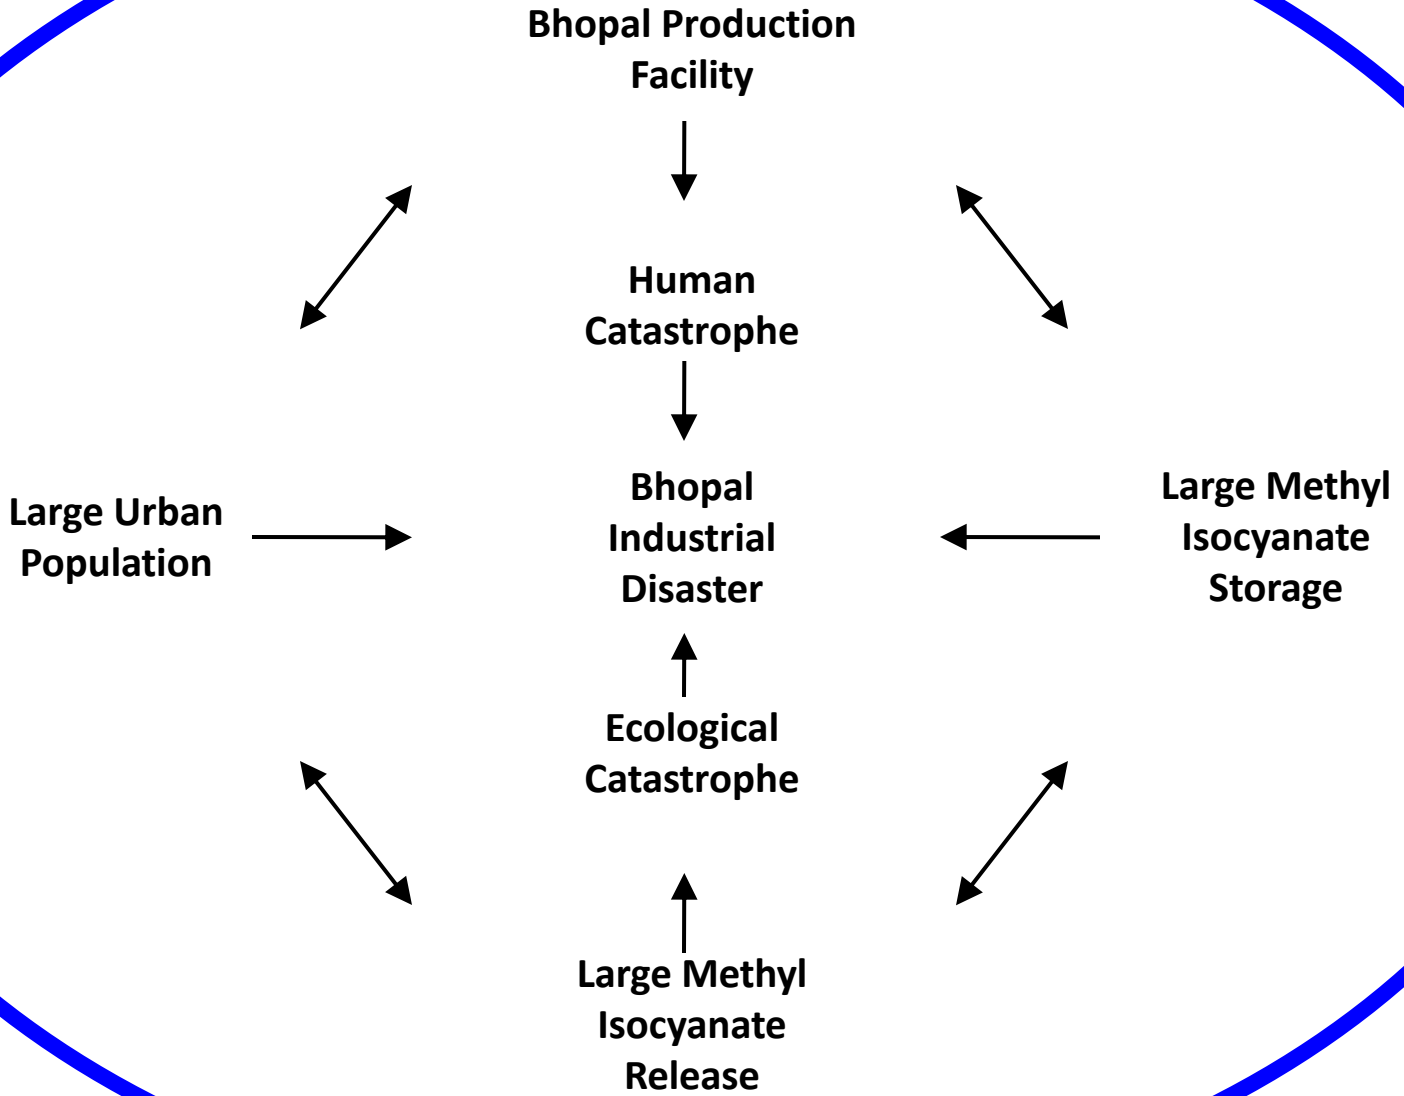 Bhopal Production
Facility
Human
Catastrophe
Large Urban
Population
Bhopal
Industrial
Disaster
Large Methyl
Isocyanate
Storage
Ecological
Catastrophe
Large Methyl
Isocyanate
Release